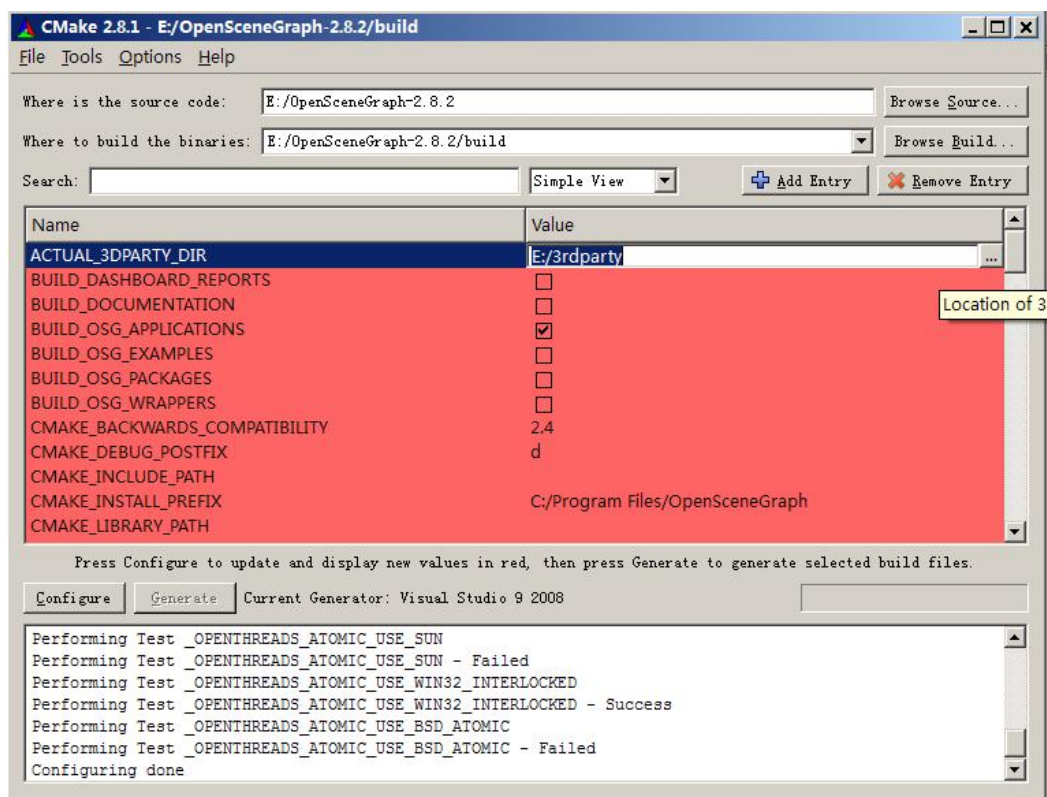 CMake 2.8.1 - E:/OpenSceneGraph-2.8.2/build
File Tools Options Help
Where is the source code: E:/OpenSceneGraph-2.8.2 Browse Source...
Where to build the binaries: E:/OpenSceneGraph-2.8.2/build Browse Build...
Search: Simple View Add Entry Remove Entry
Name Value
ACTUAL_3DPARTY_DIR E:/3rdparty ...
BUILD_DASHBOARD_REPORTS
BUILD_DOCUMENTATION
Location of 3
BUILD_OSG_APPLICATIONS
BUILD_OSG_EXAMPLES
BUILD_OSG_PACKAGES
BUILD_OSG_WRAPPERS
CMAKE_BACKWARDS_COMPATIBILITY 2.4
CMAKE_DEBUG_POSTFIX d
CMAKE_INCLUDE_PATH
CMAKE_INSTALL_PREFIX C:/Program Files/OpenSceneGraph
CMAKE_LIBRARY_PATH
Press Configure to update and display new values in red, then press Generate to generate selected build files.
Configure Generate Current Generator: Visual Studio 9 2008
Performing Test _OPENTHREADS_ATOMIC_USE_SUN
Performing Test _OPENTHREADS_ATOMIC_USE_SUN - Failed
Performing Test _OPENTHREADS_ATOMIC_USE_WIN32_INTERLOCKED
Performing Test _OPENTHREADS_ATOMIC_USE_WIN32_INTERLOCKED - Success
Performing Test _OPENTHREADS_ATOMIC_USE_BSD_ATOMIC
Performing Test _OPENTHREADS_ATOMIC_USE_BSD_ATOMIC - Failed
Configuring done